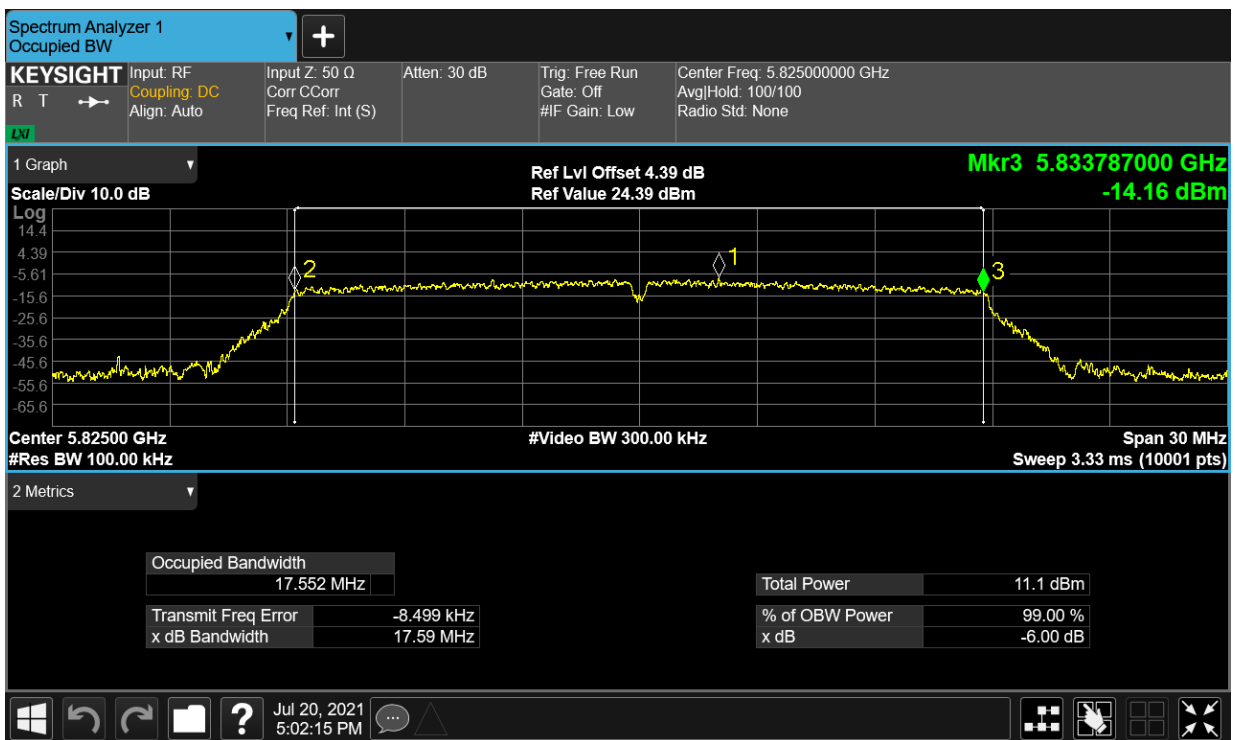 Spectrum Analyzer 1
Occupied BW
KEYSIGHT
R T
LXI
Input: RF
Coupling: DC
Align: Auto
Input Z: 50 Ω
Corr CCorr
Freq Ref: Int (S)
Atten: 30 dB
Trig: Free Run
Gate: Off
#IF Gain: Low
Center Freq: 5.825000000 GHz
Avg|Hold: 100/100
Radio Std: None
1 Graph
Scale/Div 10.0 dB
Ref Lvl Offset 4.39 dB
Ref Value 24.39 dBm
Mkr3 5.833787000 GHz
-14.16 dBm
Log
14.4
4.39
-5.61
-15.6
-25.6
-35.6
-45.6
-55.6
-65.6
2
1
3
Center 5.82500 GHz
#Video BW 300.00 kHz
Span 30 MHz
#Res BW 100.00 kHz
Sweep 3.33 ms (10001 pts)
2 Metrics
Occupied Bandwidth
17.552 MHz
Total Power 11.1 dBm
Transmit Freq Error -8.499 kHz
% of OBW Power 99.00 %
x dB Bandwidth 17.59 MHz
x dB -6.00 dB
?
Jul 20, 2021
5:02:15 PM